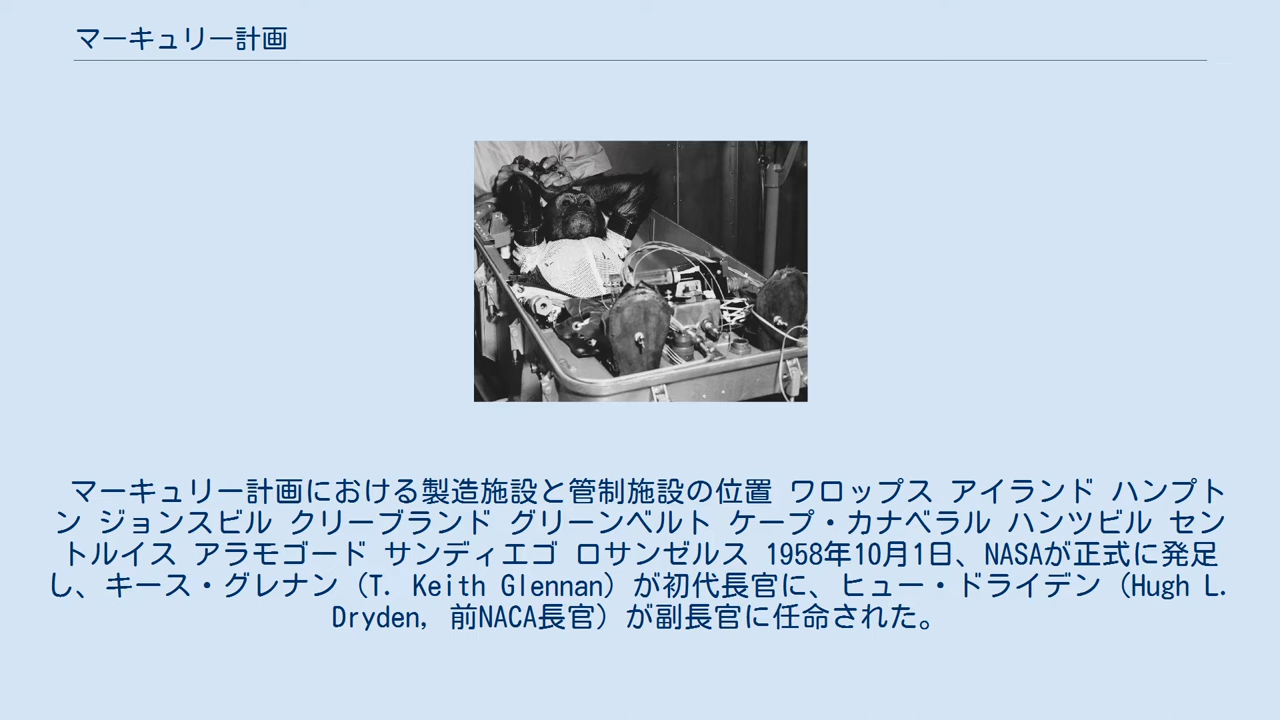 マーキュリー計画
マーキュリー計画における製造施設と管制施設の位置 ワロップス アイランド ハンプト
ン ジョンスビル クリーブランド グリーンベルト ケープ・カナベラル ハンツビル セン
トルイス アラモゴード サンディエゴ ロサンゼルス 1958年10月1日、NASAが正式に発足
し、キース・グレナン（T. Keith Glennan）が初代長官に、ヒュー・ドライデン（Hugh L.
Dryden, 前NACA長官）が副長官に任命された。